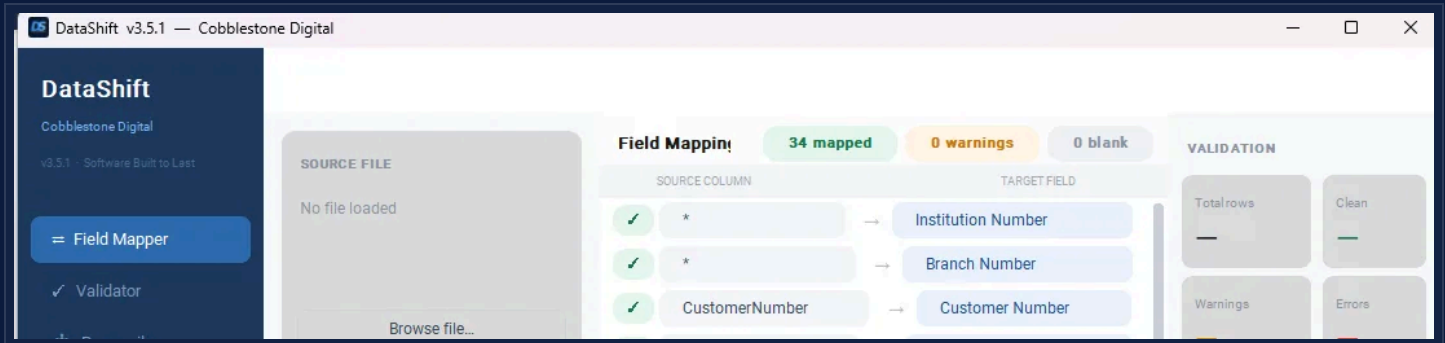 DS DataShift v3.5.1 — Cobblestone Digital
DataShift
Cobblestone Digital
v3.5.1 · Software Built to Last
⇌ Field Mapper
✓ Validator
SOURCE FILE
No file loaded
Browse file...
Field Mapping 34 mapped 0 warnings 0 blank
SOURCE COLUMN TARGET FIELD
✓ * → Institution Number
✓ * → Branch Number
✓ CustomerNumber → Customer Number
VALIDATION
Total rows Clean
— —
Warnings Errors